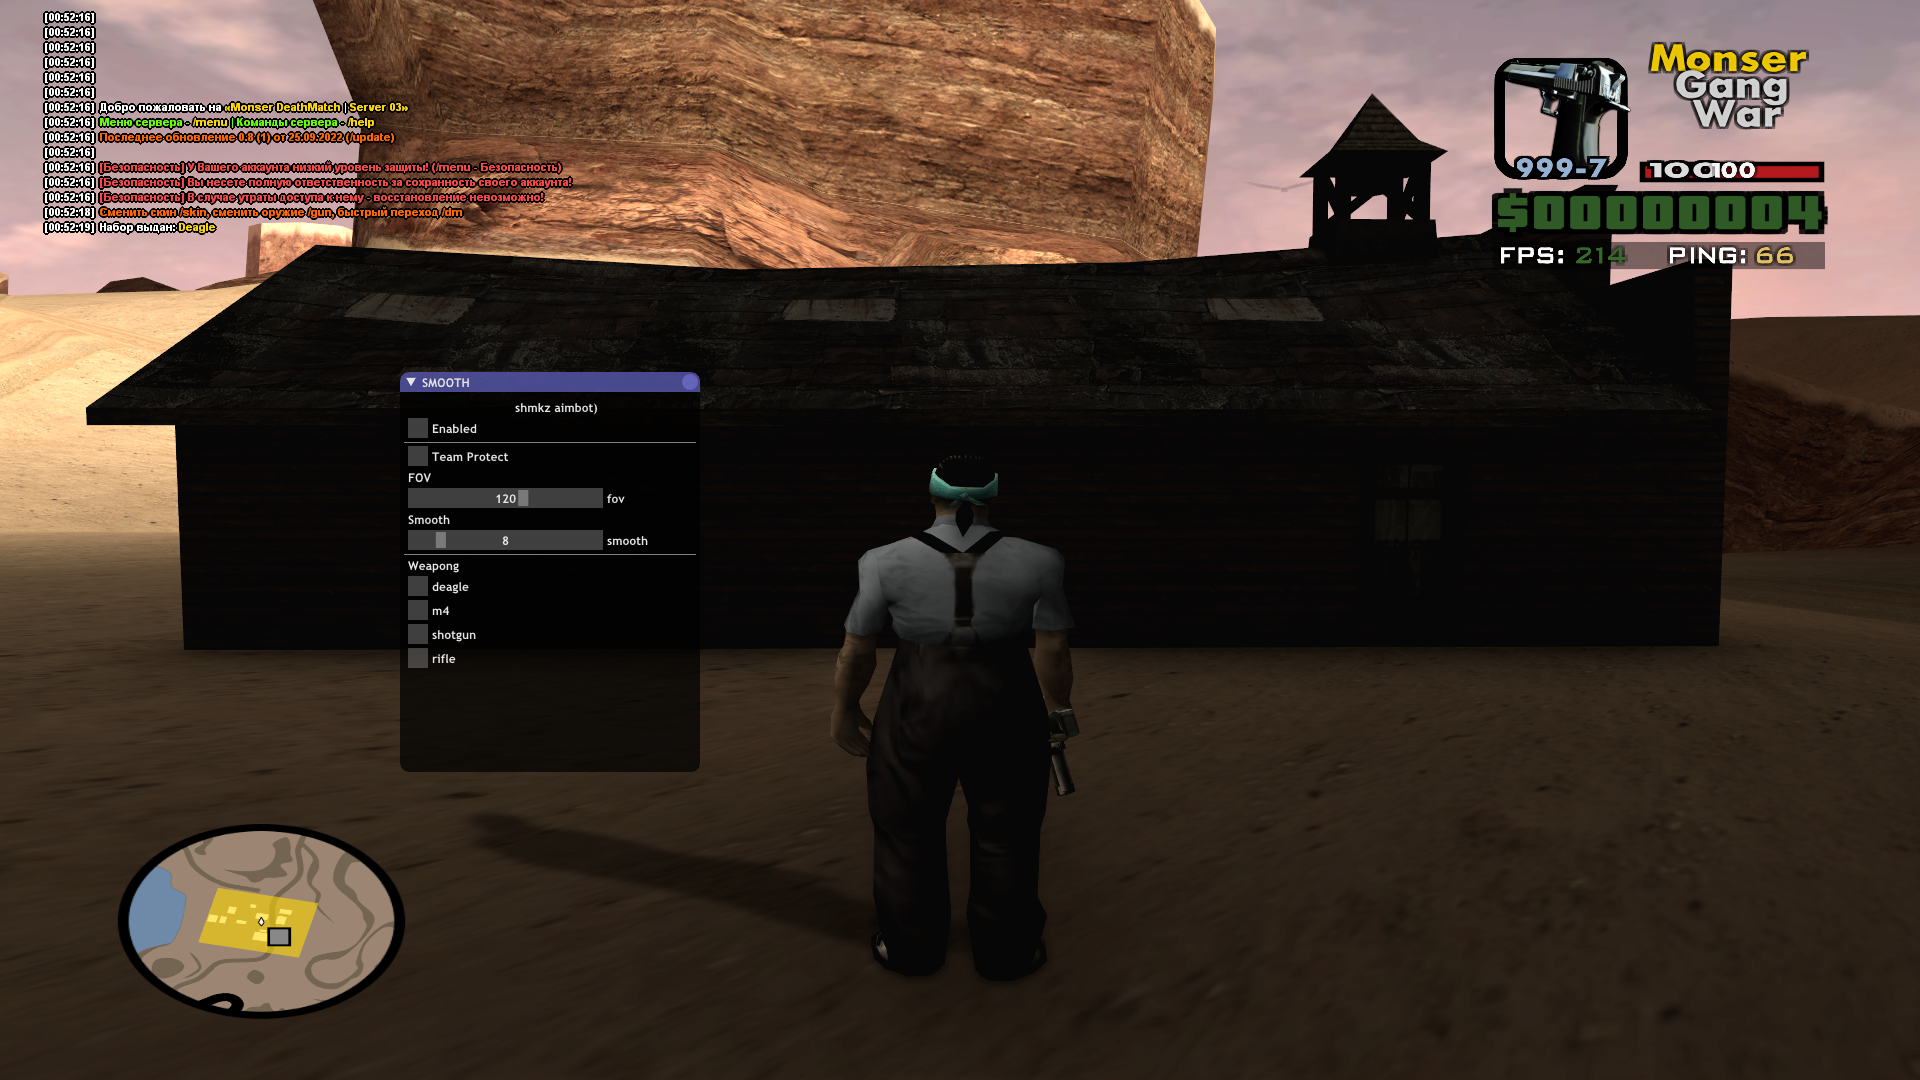 [00:52:16]
[00:52:16]
[00:52:16]
[00:52:16]
[00:52:16]
[00:52:16]
[00:52:16] Добро пожаловать на «Monser DeathMatch | Server 03»
[00:52:16] Меню сервера - /menu | Команды сервера - /help
[00:52:16] Последнее обновление 0.8 (1) от 25.09.2022 (/update)
[00:52:16]
[00:52:16] [Безопасность] У Вашего аккаунта низкий уровень защиты! (/menu - Безопасность)
[00:52:16] [Безопасность] Вы несете полную ответственность за сохранность своего аккаунта!
[00:52:16] [Безопасность] В случае утраты доступа к нему - восстановление невозможно!
[00:52:18] Сменить скин /skin, сменить оружие /gun, быстрый переход /dm
[00:52:19] Набор выдан: Deagle
Monser
Gang
War
999-7
100
100
$00000004
FPS: 214 PING: 66
SMOOTH
shmkz aimbot)
Enabled
Team Protect
FOV
120 fov
Smooth
8 smooth
Weapong
deagle
m4
shotgun
rifle